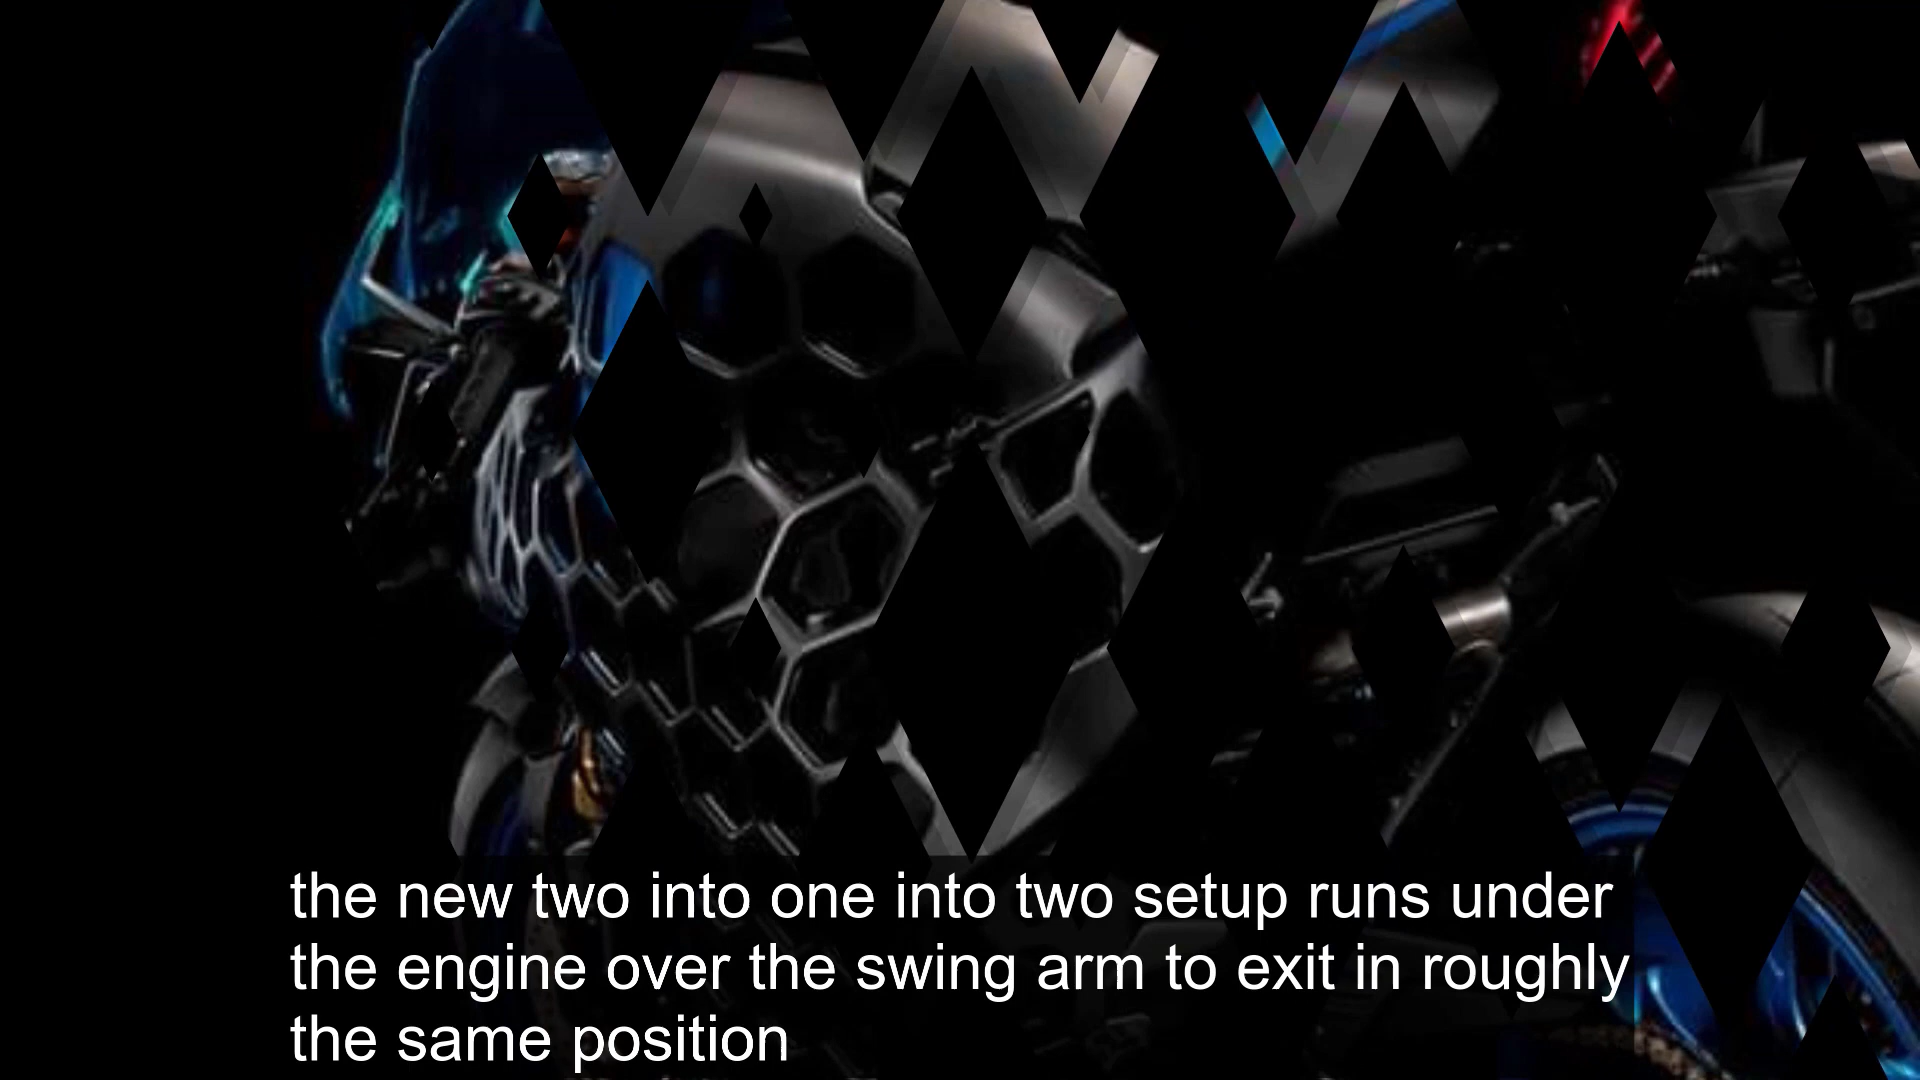 the new two into one into two setup runs under
the engine over the swing arm to exit in roughly
the same position